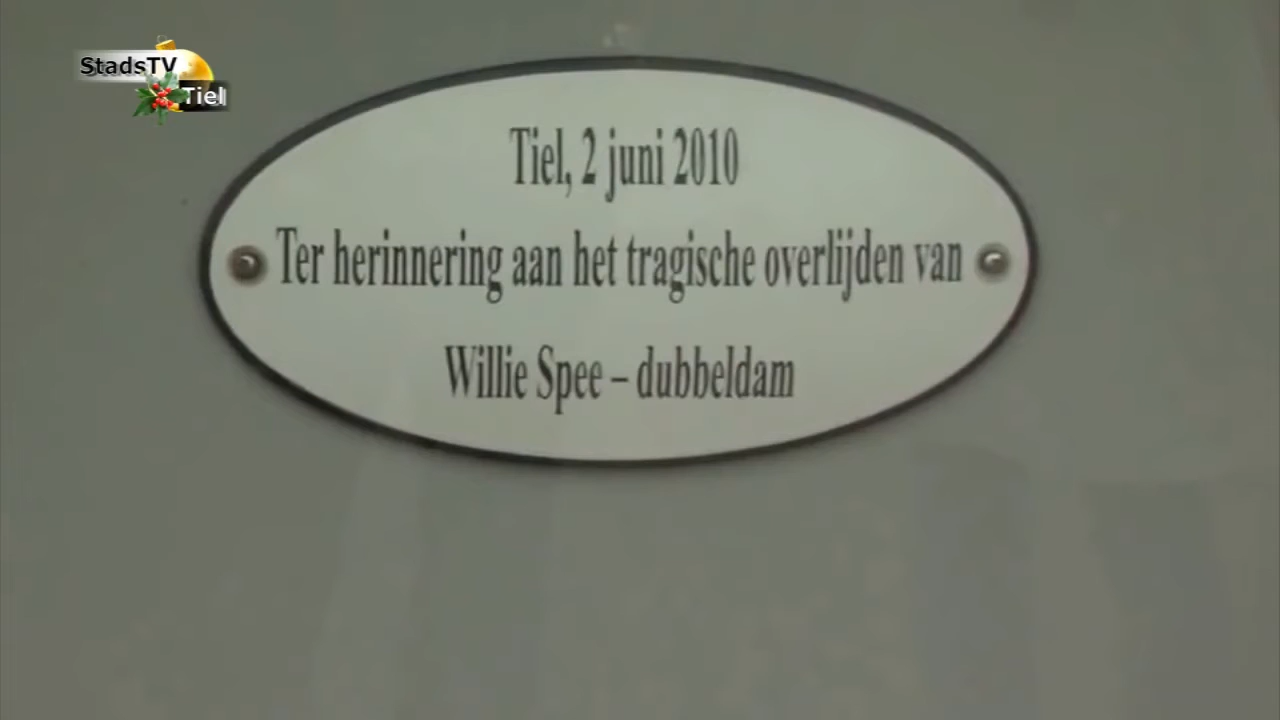 StadsTV
Tiel
Tiel, 2 juni 2010
Ter herinnering aan het tragische overlijden van
Willie Spee – dubbeldam